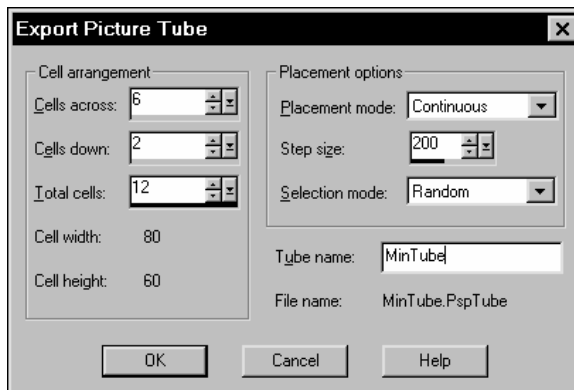 Export Picture Tube
Cell arrangement
Cells across: 6
Cells down: 2
Total cells: 12
Cell width: 80
Cell height: 60
Placement options
Placement mode: Continuous
Step size: 200
Selection mode: Random
Tube name: MinTube
File name: MinTube.PspTube
OK Cancel Help